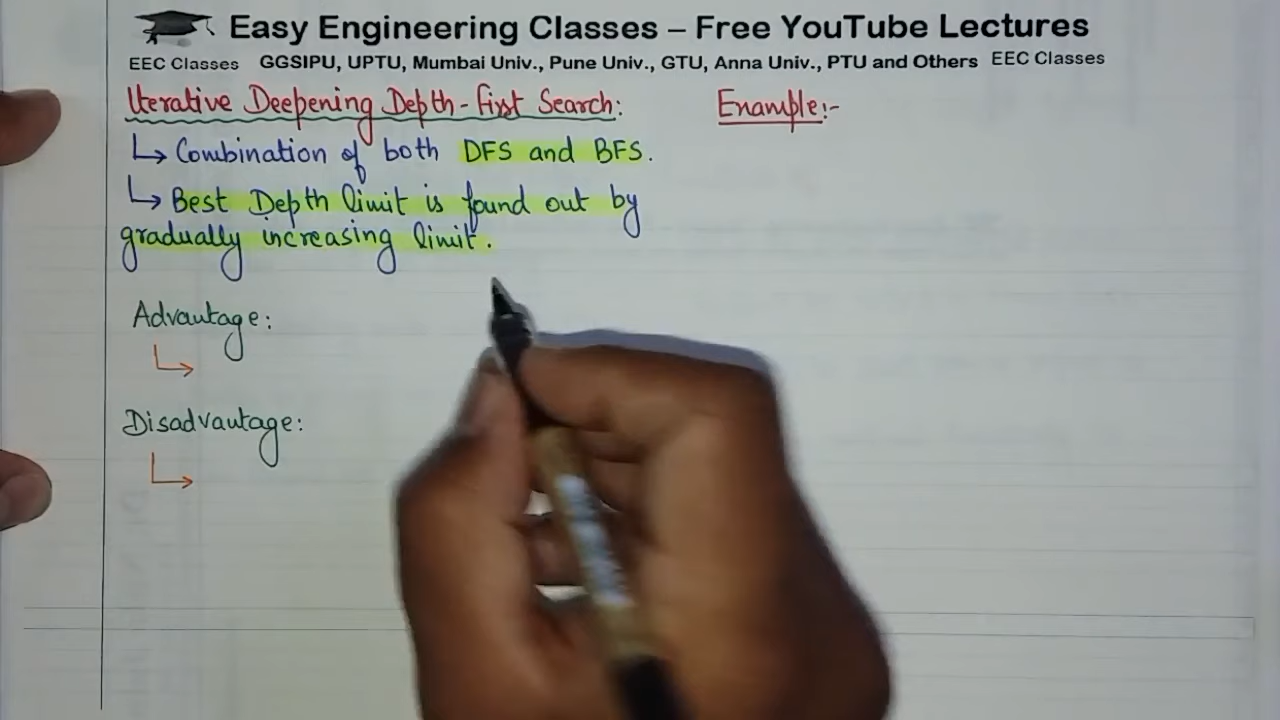 Easy Engineering Classes – Free YouTube Lectures
EEC Classes GGSIPU, UPTU, Mumbai Univ., Pune Univ., GTU, Anna Univ., PTU and Others EEC Classes
Iterative Deepening Depth-First Search:
↳ Combination of both DFS and BFS.
↳ Best Depth limit is found out by
gradually increasing limit.
Advantage:
↳
Disadvantage:
↳
Example:-